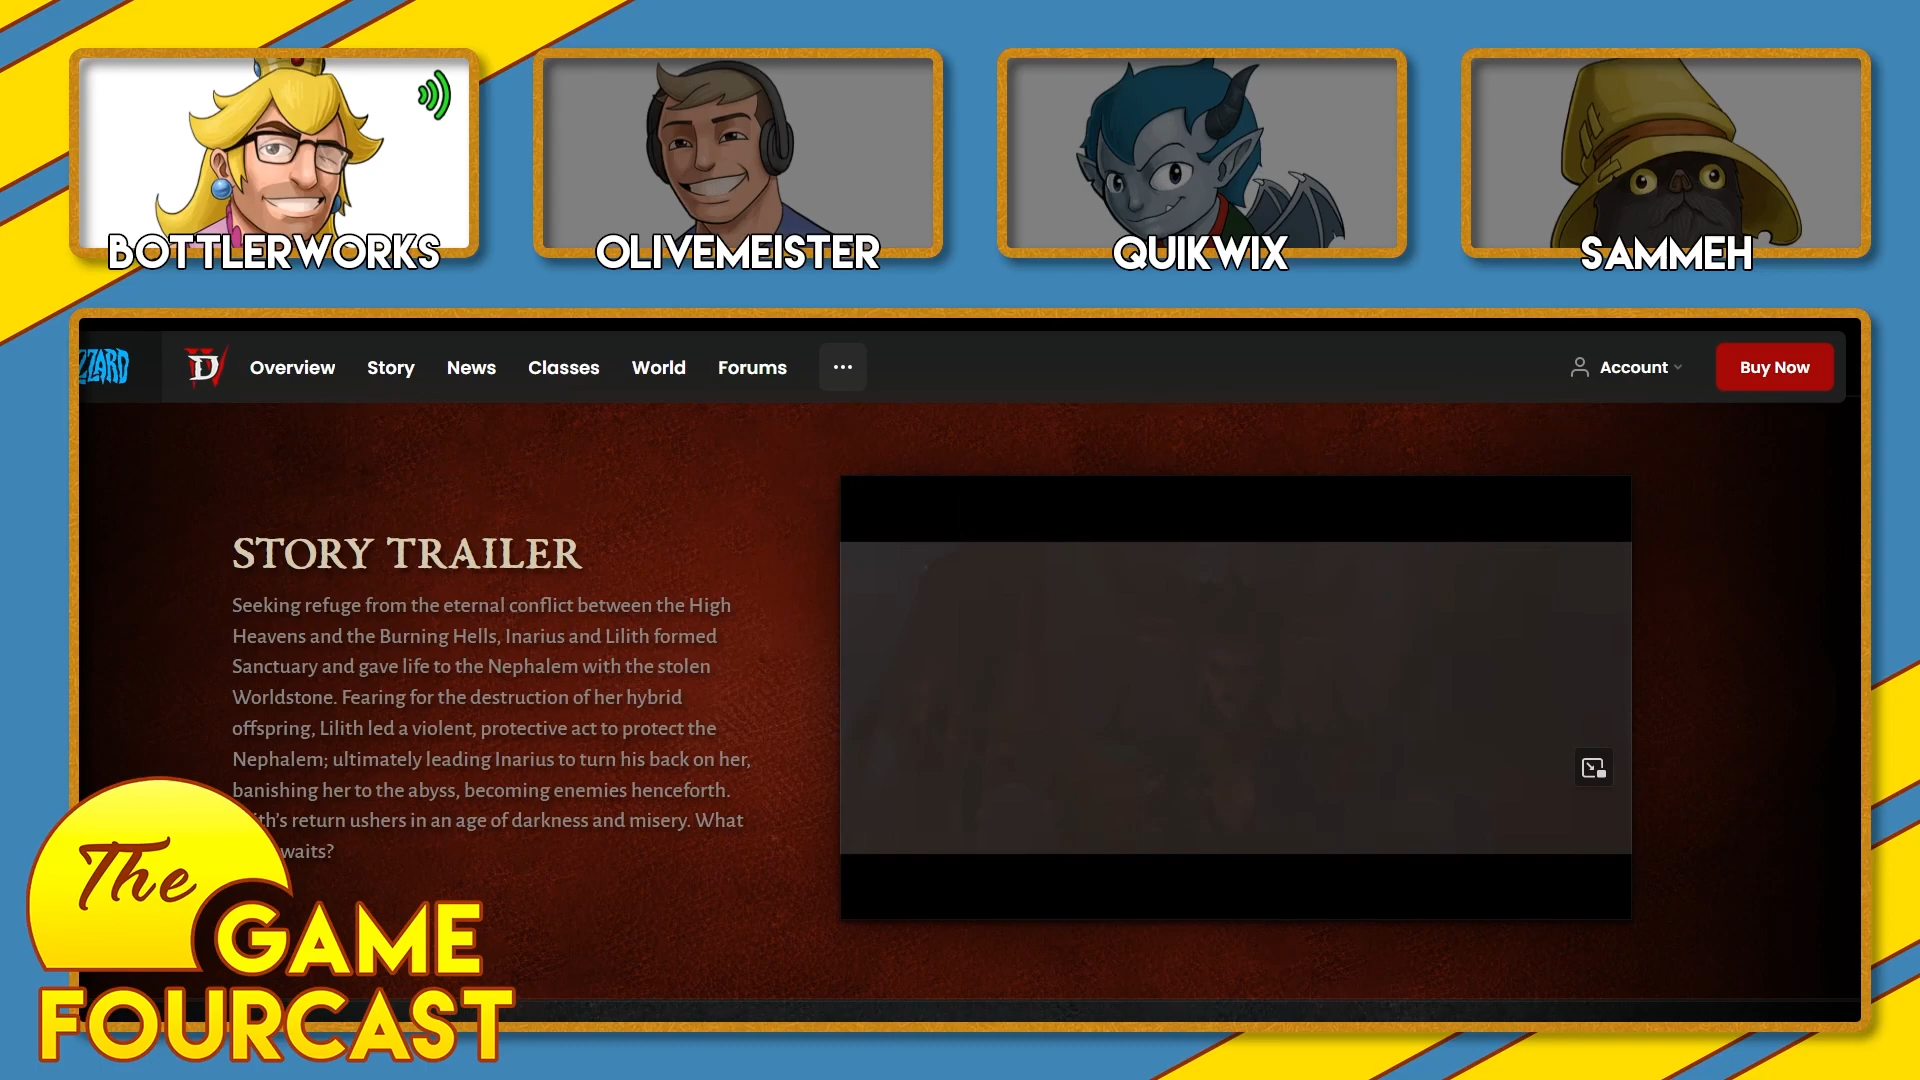 BOTTLERWORKS
OLIVEMEISTER
QUIKWIX
SAMMEH
ZZARD
D
Overview
Story
News
Classes
World
Forums
Account
Buy Now
STORY TRAILER
Seeking refuge from the eternal conflict between the High
Heavens and the Burning Hells, Inarius and Lilith formed
Sanctuary and gave life to the Nephalem with the stolen
Worldstone. Fearing for the destruction of her hybrid
offspring, Lilith led a violent, protective act to protect the
Nephalem; ultimately leading Inarius to turn his back on her,
banishing her to the abyss, becoming enemies henceforth.
ith's return ushers in an age of darkness and misery. What
waits?
The
GAME
FOURCAST